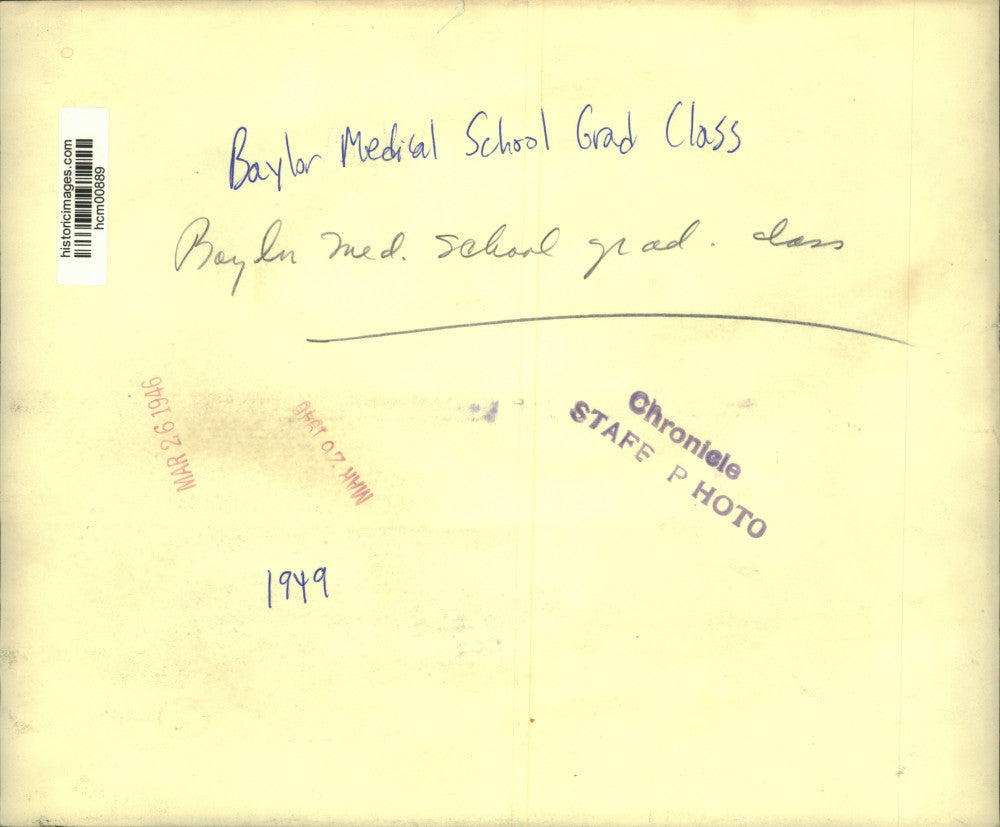 historicimages.com
hcm00889
Baylor Medical School Grad Class
Baylor med. school grad. class
MAR 26 1946
MAR 20 1946
Chronicle
STAFF PHOTO
1949